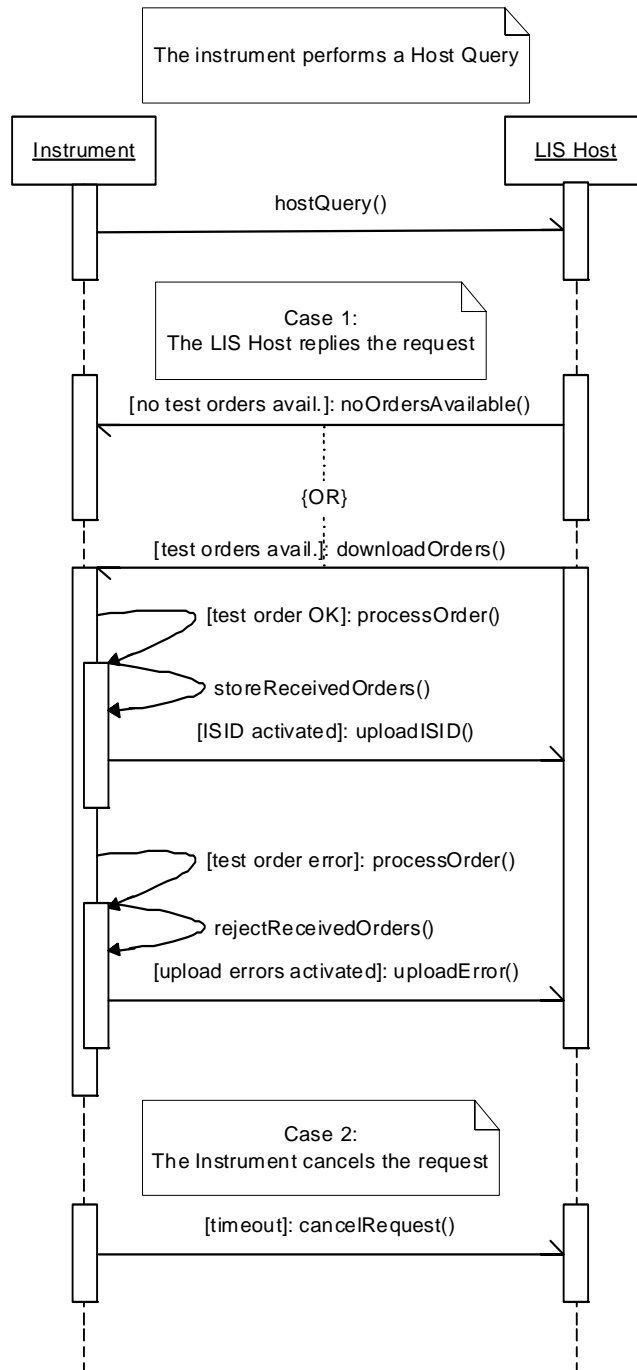 The instrument performs a Host Query
Instrument
LIS Host
hostQuery()
Case 1:
The LIS Host replies the request
[no test orders avail.]: noOrdersAvailable()
{OR}
[test orders avail.]: downloadOrders()
[test order OK]: processOrder()
storeReceivedOrders()
[ISID activated]: uploadISID()
[test order error]: processOrder()
rejectReceivedOrders()
[upload errors activated]: uploadError()
Case 2:
The Instrument cancels the request
[timeout]: cancelRequest()